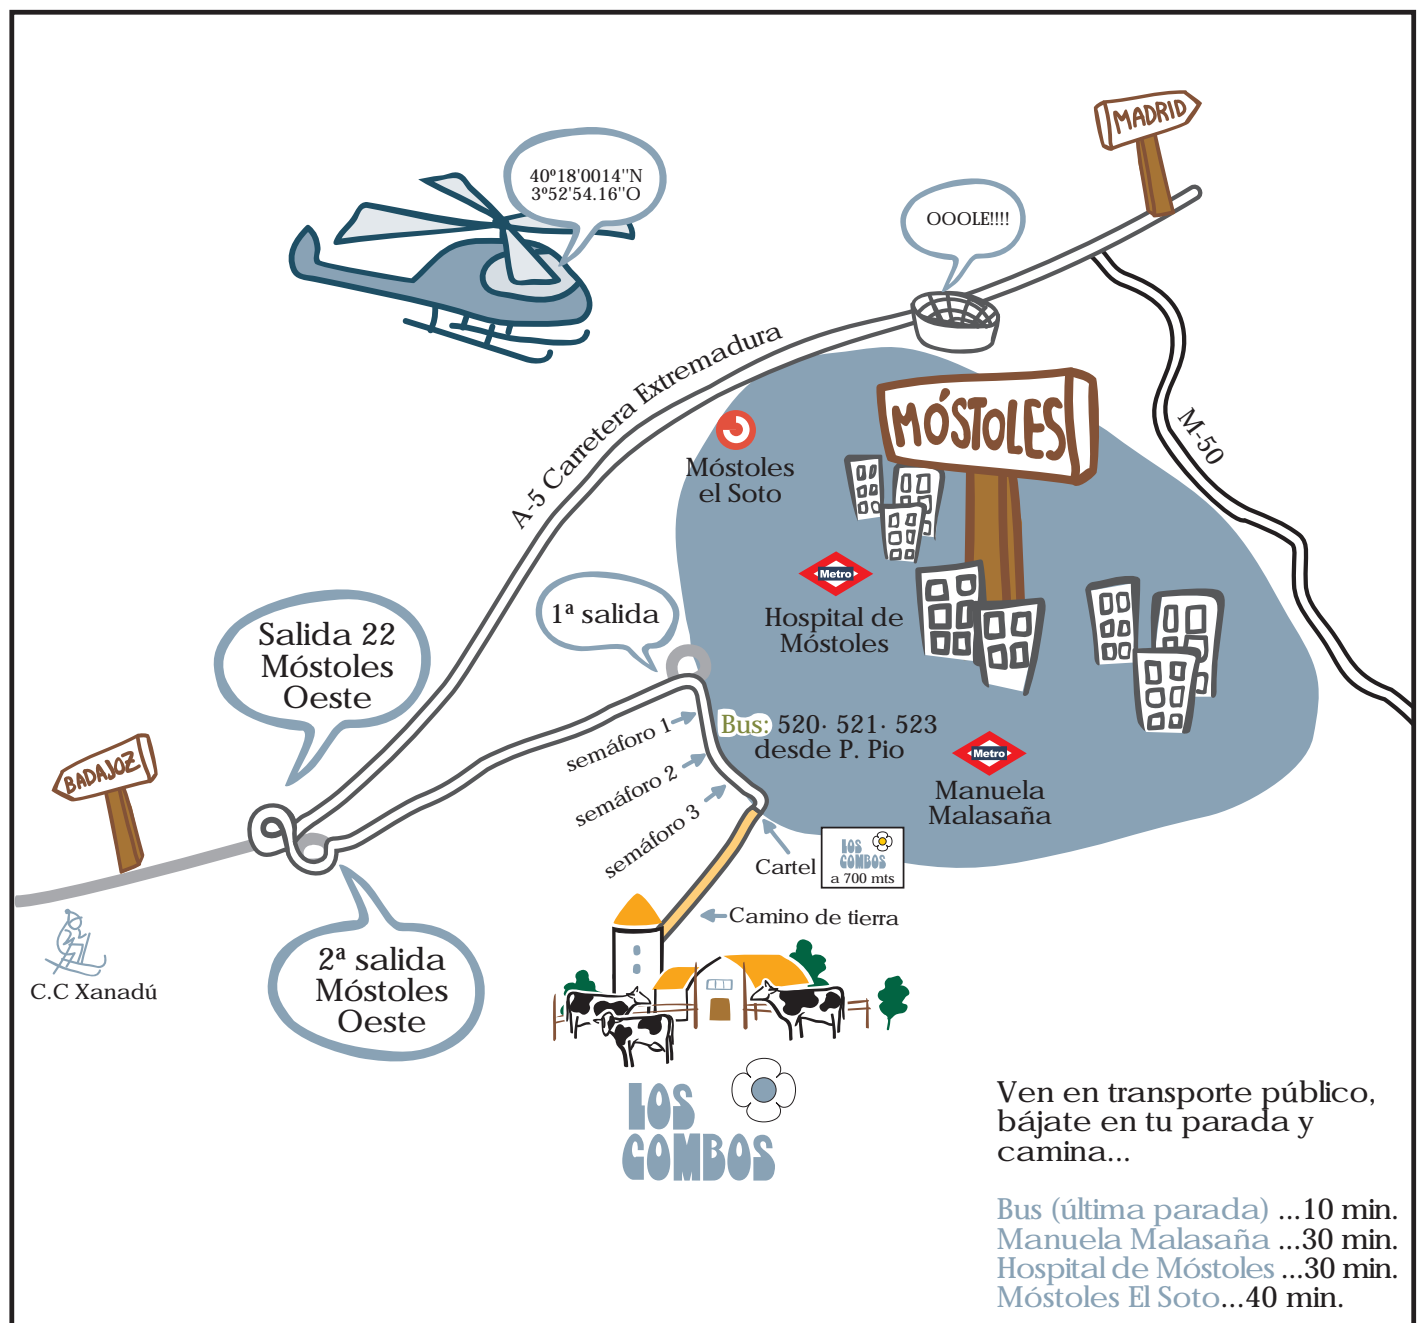 MADRID
40º18'0014''N
3º52'54.16''O
OOOLE!!!!
A-5 Carretera Extremadura
MÓSTOLES
M-50
Móstoles
el Soto
Metro
Hospital de
Móstoles
1ª salida
Salida 22
Móstoles
Oeste
Bus: 520· 521· 523
desde P. Pio
semáforo 1
semáforo 2
semáforo 3
Metro
Manuela
Malasaña
BADAJOZ
Cartel
LOS
GOMBOS
a 700 mts
Camino de tierra
C.C Xanadú
2ª salida
Móstoles
Oeste
LOS
GOMBOS
Ven en transporte público,
bájate en tu parada y
camina...
Bus (última parada) ...10 min.
Manuela Malasaña ...30 min.
Hospital de Móstoles ...30 min.
Móstoles El Soto...40 min.